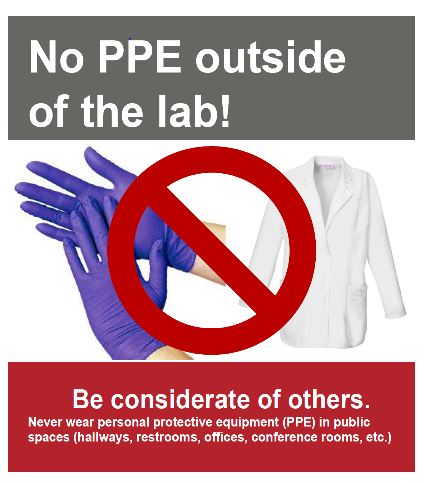 No PPE outside
of the lab!
Be considerate of others.
Never wear personal protective equipment (PPE) in public
spaces (hallways, restrooms, offices, conference rooms, etc.)